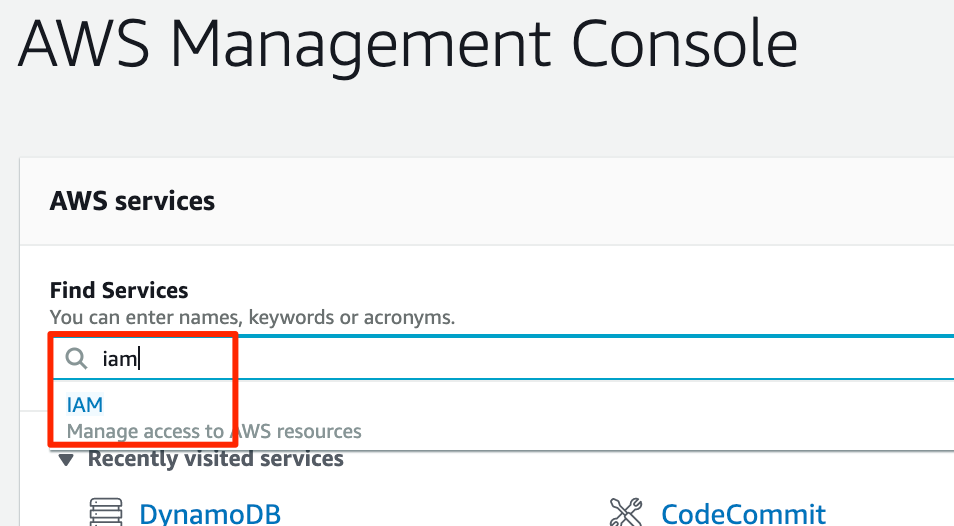 AWS Management Console
AWS services
Find Services
You can enter names, keywords or acronyms.
iam
IAM
Manage access to AWS resources
Recently visited services
DynamoDB
CodeCommit